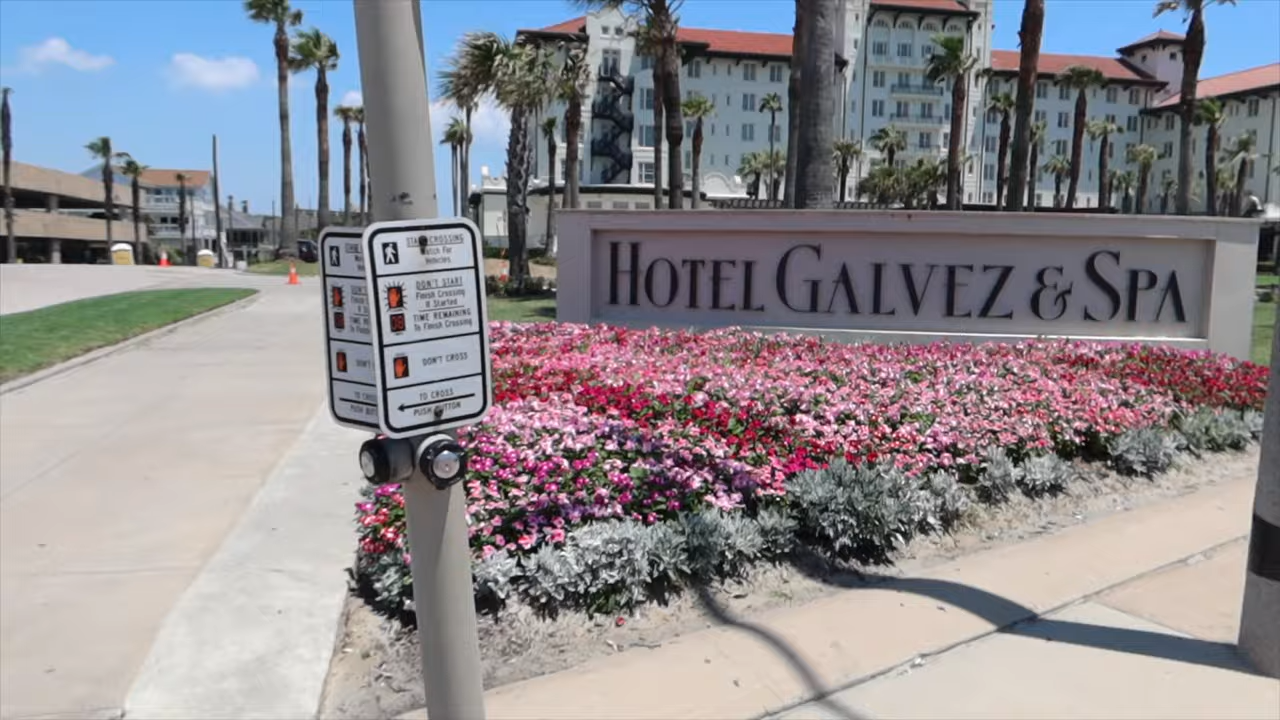 START CROSSING
Watch For
Vehicles
DON'T START
Finish Crossing
If Started
TIME REMAINING
To Finish Crossing
DON'T CROSS
TO CROSS
PUSH BUTTON
HOTEL GALVEZ & SPA